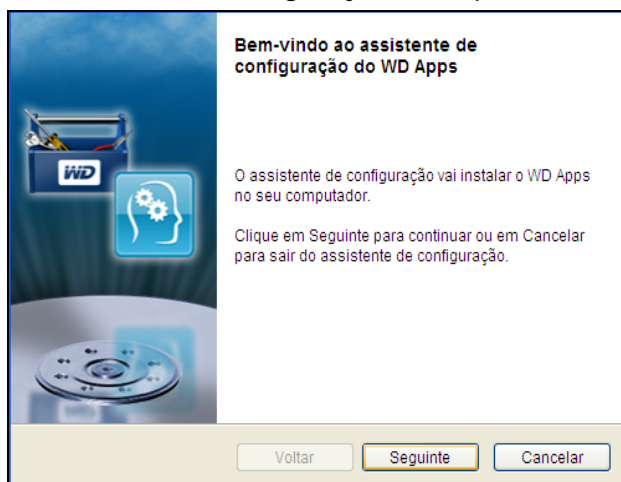 Bem-vindo ao assistente de
configuração do WD Apps
WD
O assistente de configuração vai instalar o WD Apps
no seu computador.
Clique em Seguinte para continuar ou em Cancelar
para sair do assistente de configuração.
Voltar Seguinte Cancelar